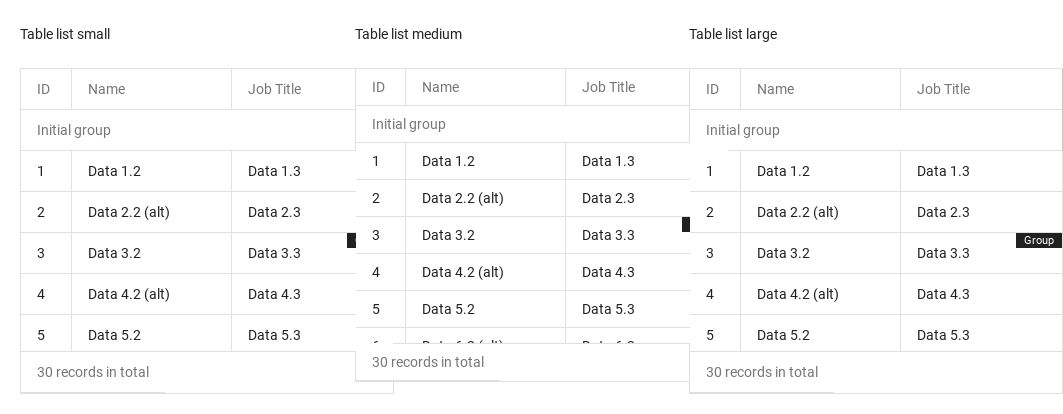 Table list small
ID Name Job Title
Initial group
1 Data 1.2 Data 1.3
2 Data 2.2 (alt) Data 2.3
3 Data 3.2 Data 3.3
4 Data 4.2 (alt) Data 4.3
5 Data 5.2 Data 5.3
30 records in total
Table list medium
ID Name Job Title
Initial group
1 Data 1.2 Data 1.3
2 Data 2.2 (alt) Data 2.3
3 Data 3.2 Data 3.3
4 Data 4.2 (alt) Data 4.3
5 Data 5.2 Data 5.3
30 records in total
Table list large
ID Name Job Title
Initial group
1 Data 1.2 Data 1.3
2 Data 2.2 (alt) Data 2.3
Group
3 Data 3.2 Data 3.3
4 Data 4.2 (alt) Data 4.3
5 Data 5.2 Data 5.3
30 records in total